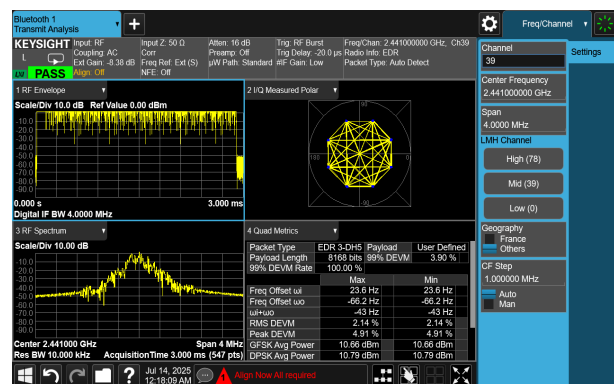 Bluetooth 1
Transmit Analysis
Freq/Channel
KEYSIGHT
L
LNI PASS
Input: RF
Coupling: AC
Ext Gain: -8.38 dB
Align: Off
Input Z: 50 Ω
Corr
Freq Ref: Ext (S)
NFE: Off
Atten: 16 dB
Preamp: Off
µW Path: Standard
Trig: RF Burst
Trig Delay: -20.0 µs
#IF Gain: Low
Freq/Chan: 2.441000000 GHz, Ch39
Radio Info: EDR
Packet Type: Auto Detect
1 RF Envelope
Scale/Div 10.0 dB Ref Value 0.00 dBm
-10.0
-20.0
-30.0
-40.0
-50.0
-60.0
-70.0
-80.0
-90.0
0.000 s 3.000 ms
Digital IF BW 4.0000 MHz
2 I/Q Measured Polar
90
180
0
-90
3 RF Spectrum
Scale/Div 10.00 dB
-10.0
-20.0
-30.0
-40.0
-50.0
-60.0
-70.0
-80.0
-90.0
Center 2.441000 GHz Span 4 MHz
Res BW 10.000 kHz AcquisitionTime 3.000 ms (547 pts)
4 Quad Metrics
Packet Type EDR 3-DH5 Payload User Defined
Payload Length 8168 bits 99% DEVM 3.90 %
99% DEVM Rate 100.00 %
Max Min
Freq Offset ωi 23.6 Hz 23.6 Hz
Freq Offset ωo -66.2 Hz -66.2 Hz
ωi+ωo -43 Hz -43 Hz
RMS DEVM 2.14 % 2.14 %
Peak DEVM 4.91 % 4.91 %
GFSK Avg Power 10.66 dBm 10.66 dBm
DPSK Avg Power 10.79 dBm 10.79 dBm
Channel
39
Center Frequency
2.441000000 GHz
Span
4.0000 MHz
LMH Channel
High (78)
Mid (39)
Low (0)
Geography
France
Others
CF Step
1.000000 MHz
Auto
Man
Settings
Jul 14, 2025
12:18:09 AM
Align Now All required